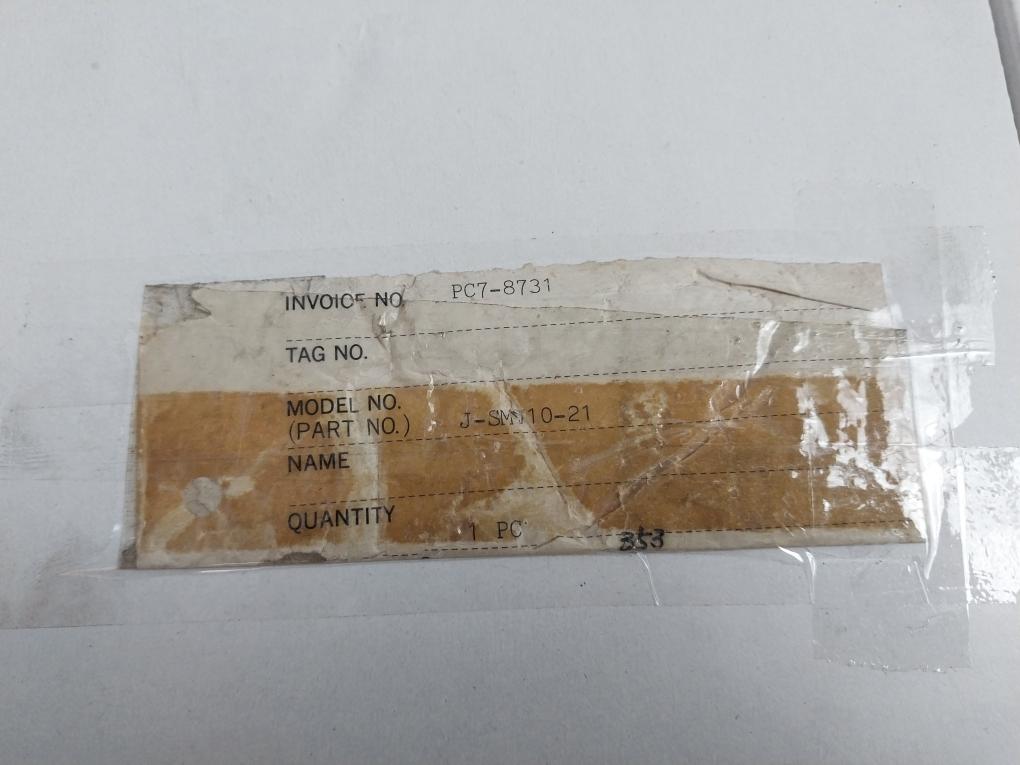 INVOICE NO. PC7-8731
TAG NO.
MODEL NO.
(PART NO.)
NAME
QUANTITY 1 PC
353